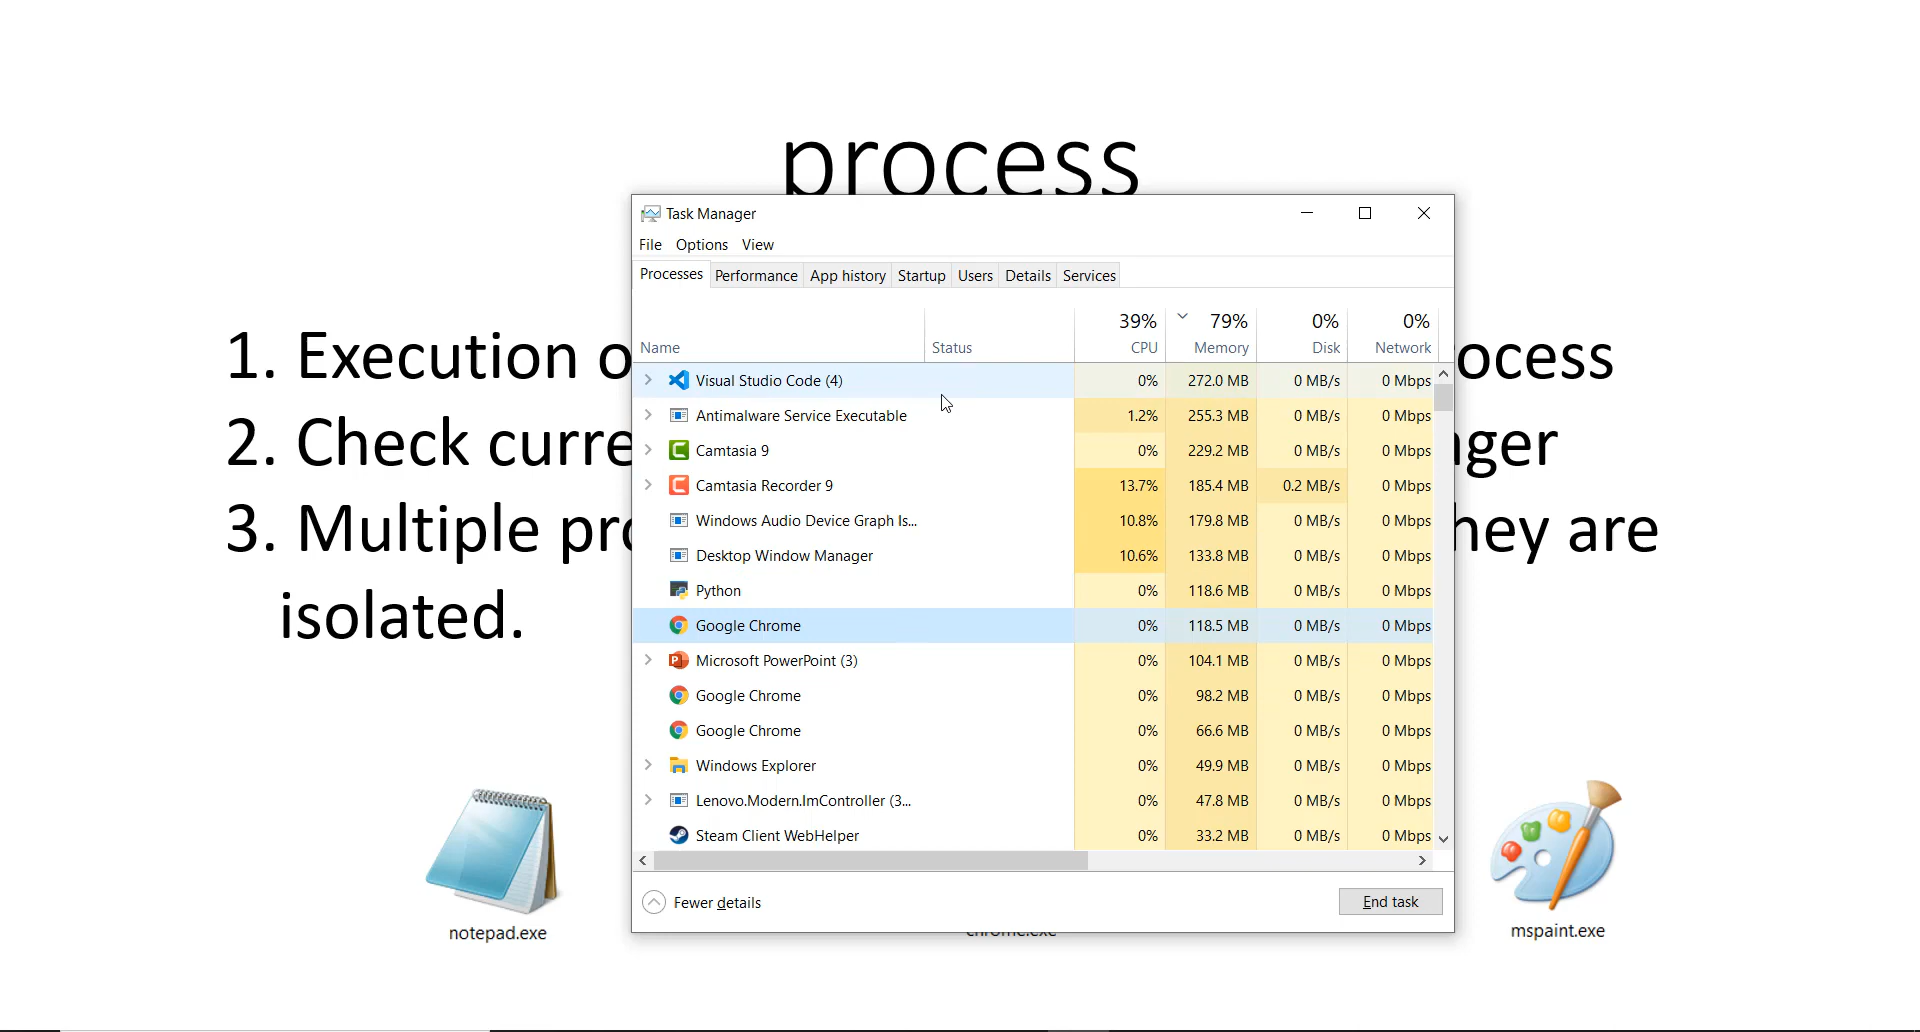 process
Task Manager
File Options View
Processes Performance App history Startup Users Details Services
39% 79% 0% 0%
Name Status CPU Memory Disk Network
Visual Studio Code (4) 0% 272.0 MB 0 MB/s 0 Mbps
Antimalware Service Executable 1.2% 255.3 MB 0 MB/s 0 Mbps
Camtasia 9 0% 229.2 MB 0 MB/s 0 Mbps
Camtasia Recorder 9 13.7% 185.4 MB 0.2 MB/s 0 Mbps
Windows Audio Device Graph Is... 10.8% 179.8 MB 0 MB/s 0 Mbps
Desktop Window Manager 10.6% 133.8 MB 0 MB/s 0 Mbps
Python 0% 118.6 MB 0 MB/s 0 Mbps
Google Chrome 0% 118.5 MB 0 MB/s 0 Mbps
Microsoft PowerPoint (3) 0% 104.1 MB 0 MB/s 0 Mbps
Google Chrome 0% 98.2 MB 0 MB/s 0 Mbps
Google Chrome 0% 66.6 MB 0 MB/s 0 Mbps
Windows Explorer 0% 49.9 MB 0 MB/s 0 Mbps
Lenovo.Modern.ImController (3... 0% 47.8 MB 0 MB/s 0 Mbps
Steam Client WebHelper 0% 33.2 MB 0 MB/s 0 Mbps
Fewer details End task
1. Execution
2. Check
3. Multiple they are
isolated.
notepad.exe
chrome.exe
mspaint.exe